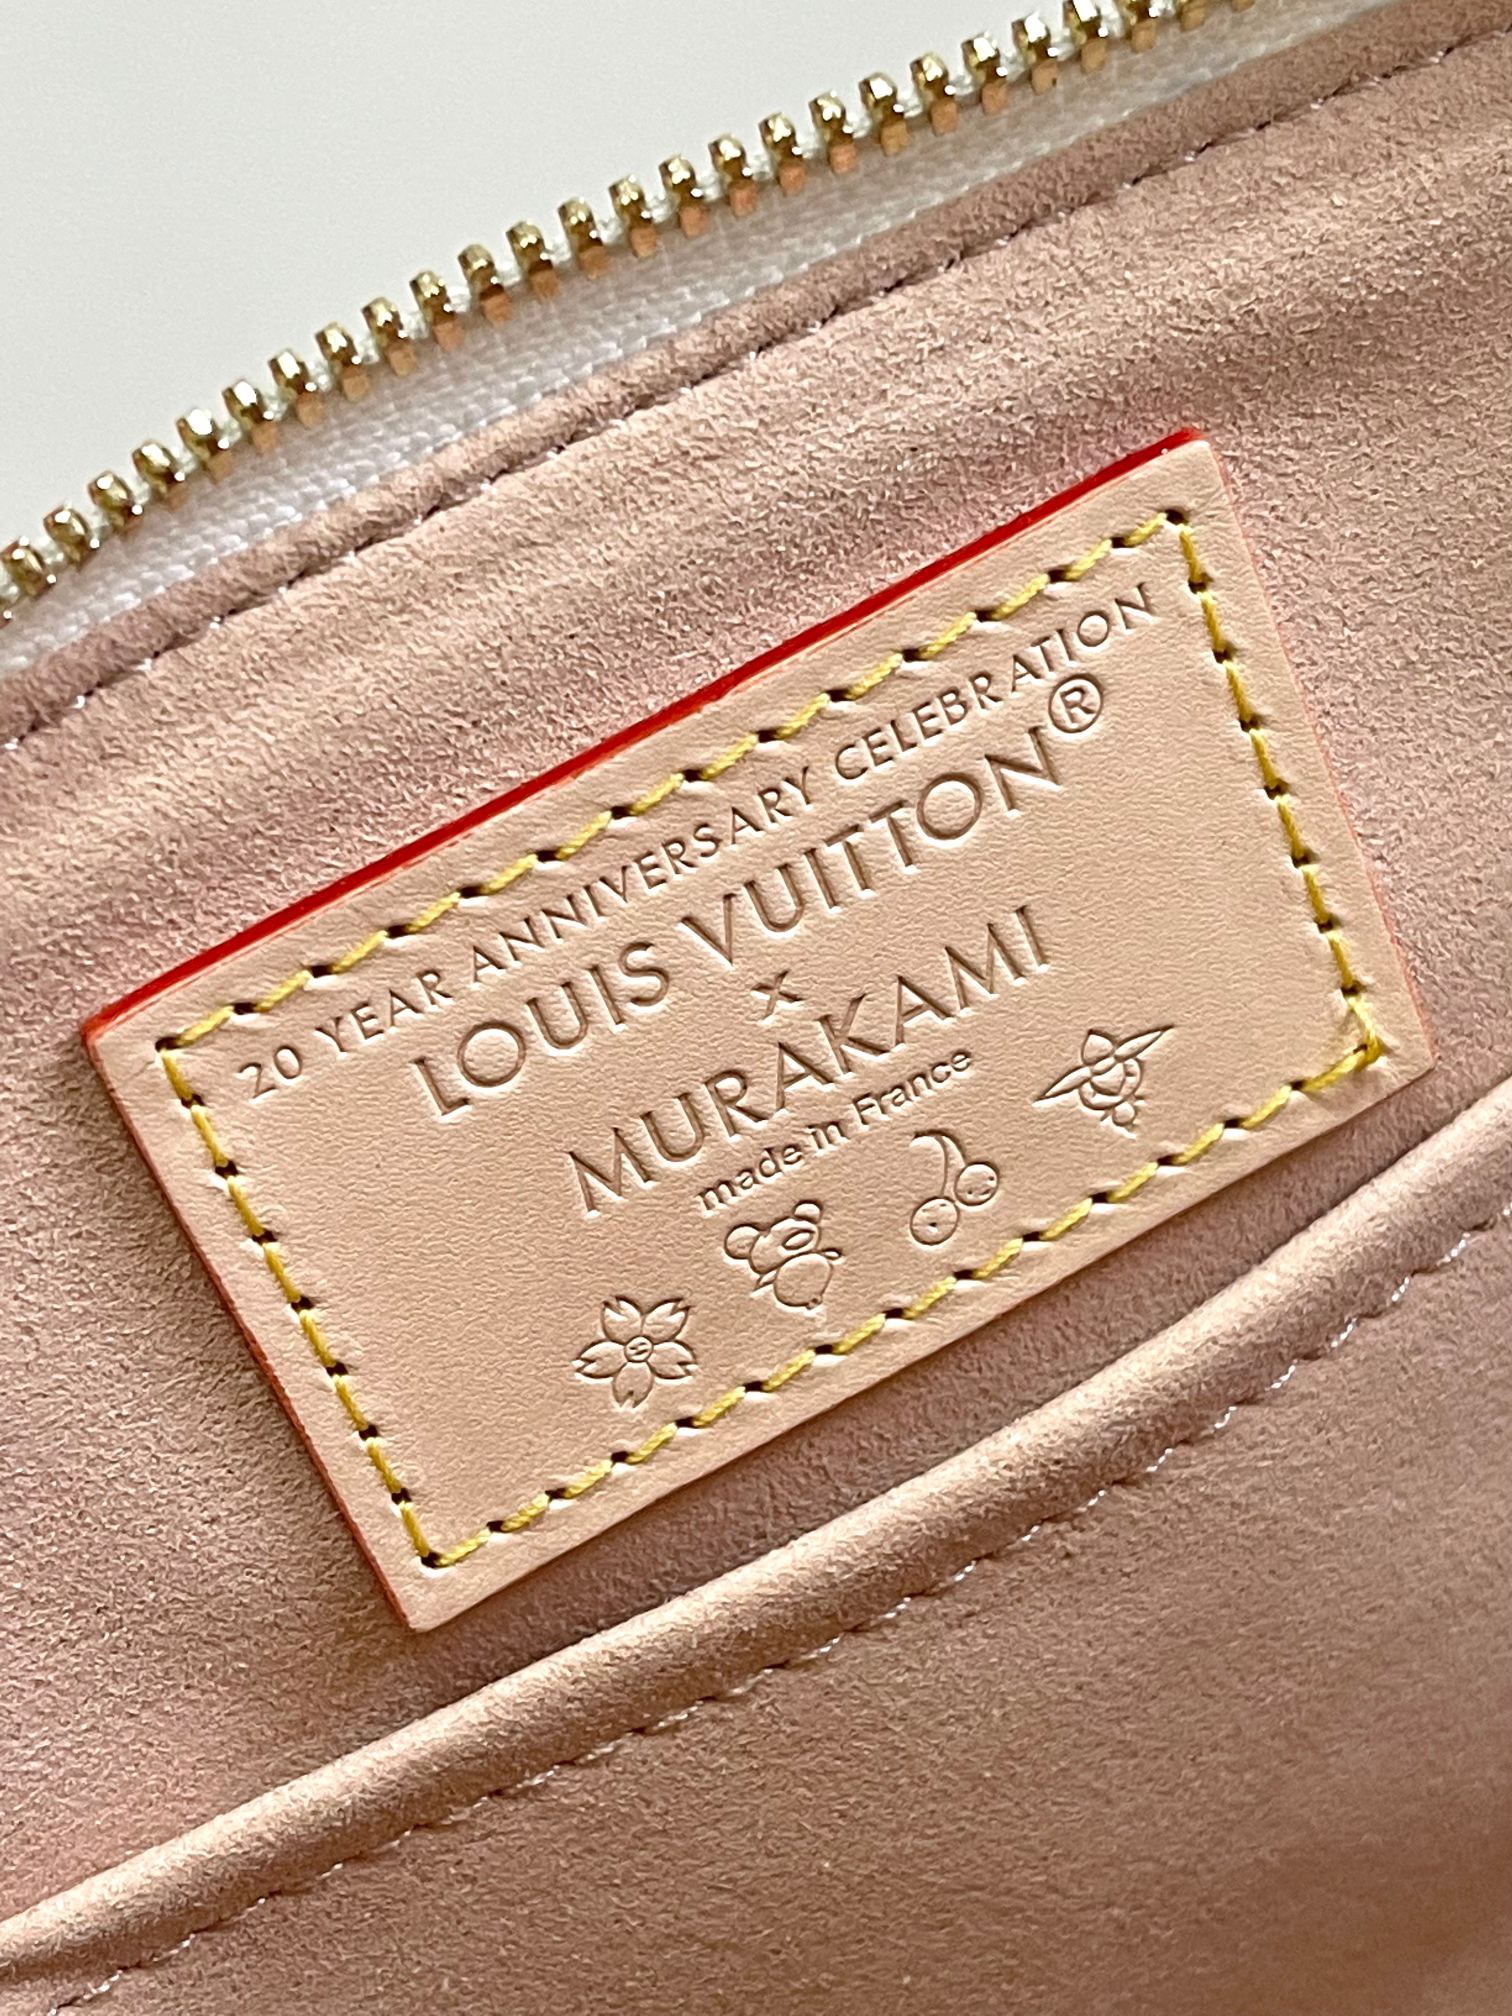 20 YEAR ANNIVERSARY CELEBRATION
LOUIS VUITTON®
x
MURAKAMI
made in France